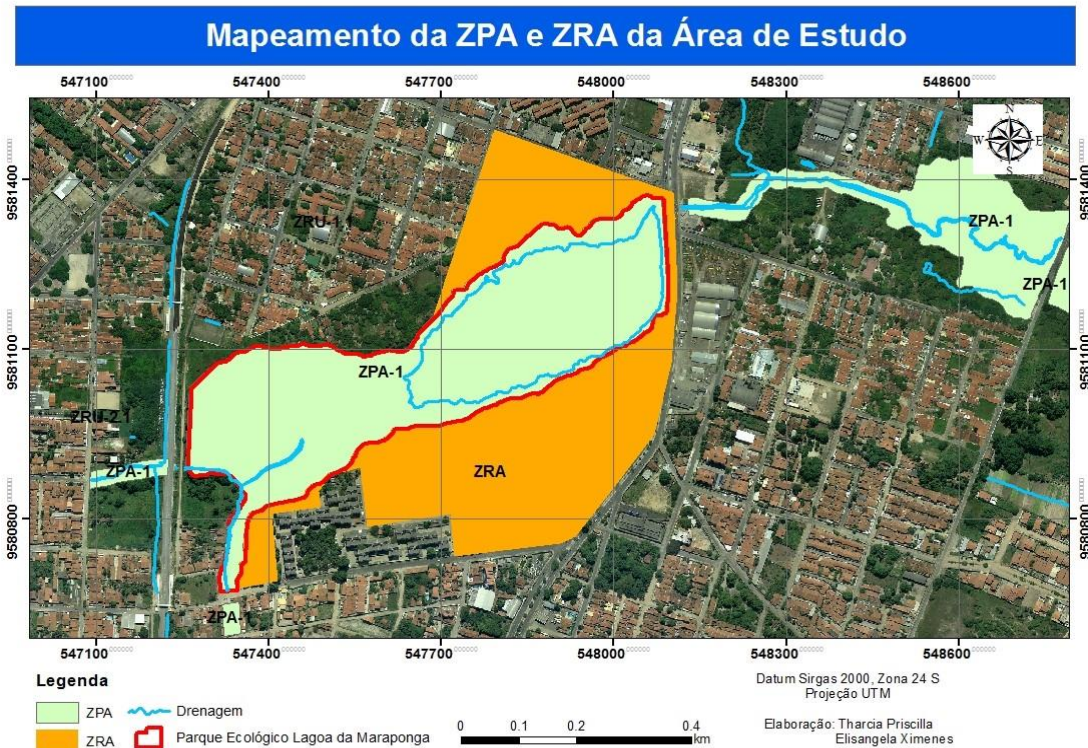 Mapeamento da ZPA e ZRA da Área de Estudo
547100 547400 547700 548000 548300 548600
N
W E
S
9581400 9581400
ZRU-1
ZPA-1
ZPA-1
9581100 9581100
ZPA-1
ZRU-2.1
ZPA-1
ZRA
9580800 9580800
ZPA-1
547100 547400 547700 548000 548300 548600
Legenda
ZPA Drenagem
ZRA Parque Ecológico Lagoa da Maraponga
0 0.1 0.2 0.4
km
Datum Sirgas 2000, Zona 24 S
Projeção UTM
Elaboração: Tharcia Priscilla
Elisangela Ximenes